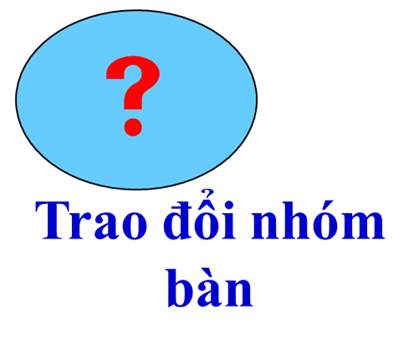 ?
Trao đổi nhóm
bàn